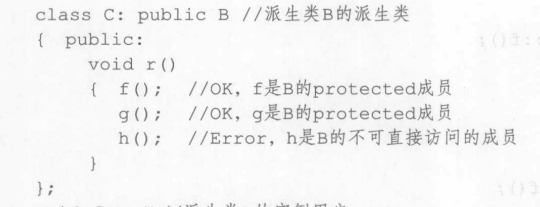 class C: public B //派生类B的派生类
{ public:
void r()
{ f(); //OK, f是B的protected成员
g(); //OK, g是B的protected成员
h(); //Error, h是B的不可直接访问的成员
}
};